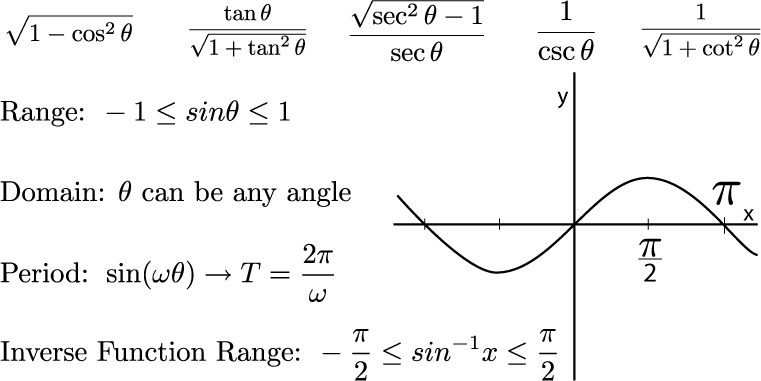 √(1 − cos² θ)    tan θ / √(1 + tan² θ)    √(sec² θ − 1) / sec θ    1 / csc θ    1 / √(1 + cot² θ)
y
Range: −1 ≤ sinθ ≤ 1
Domain: θ can be any angle
π
x
π/2
Period: sin(ωθ) → T = 2π/ω
Inverse Function Range: −π/2 ≤ sin⁻¹x ≤ π/2